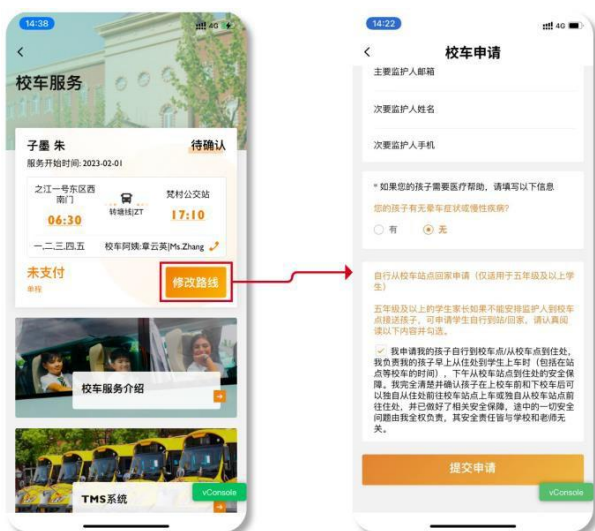 14:38
4G
校车服务
子墨 朱
待确认
服务开始时间: 2023-02-01
之江一号东区西南门
06:30
转塘线|ZT
梵村公交站
17:10
一,二,三,四,五
校车阿姨:章云英|Ms.Zhang
未支付
单程
修改路线
校车服务介绍
TMS系统
vConsole
14:22
4G
校车申请
主要监护人邮箱
次要监护人姓名
次要监护人手机
* 如果您的孩子需要医疗帮助, 请填写以下信息
您的孩子有无晕车症状或慢性疾病?
有
无
自行从校车站点回家申请（仅适用于五年级及以上学
生）
五年级及以上的学生家长如果不能安排监护人到校车
点接送孩子，可申请学生自行到站/回家，请认真阅
读以下内容并勾选。
我申请我的孩子自行到校车点/从校车点到住处，
我负责我的孩子早上从住处到学生上车时（包括在站
点等校车的时间），下午从校车站点到住处的安全保
障。我完全清楚并确认孩子在上校车前和下校车后可
以独自从住处前往校车站点上车或独自从校车站点前
往住处，并已做好了相关安全保障，途中的一切安全
问题由我全权负责，其安全责任皆与学校和老师无
关。
提交申请
vConsole